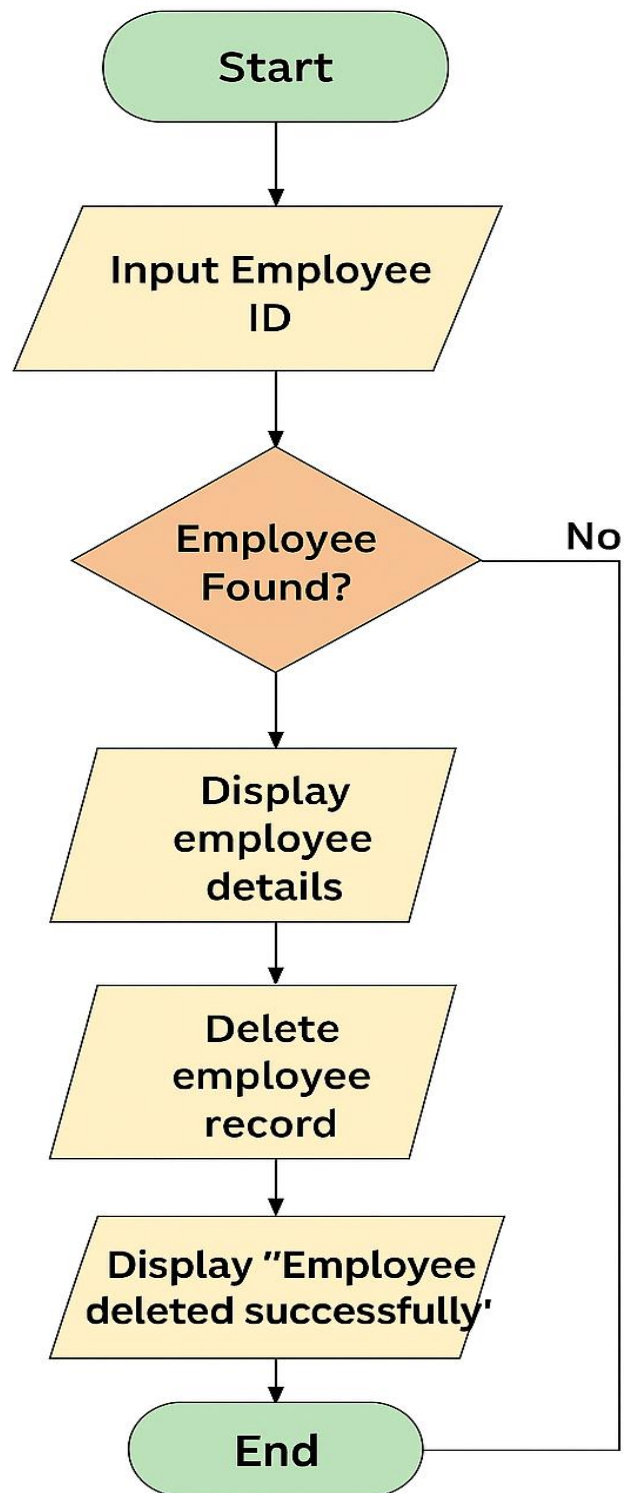 Start
Input Employee
ID
Employee
Found?
No
Display
employee
details
Delete
employee
record
Display "Employee
deleted successfully'
End